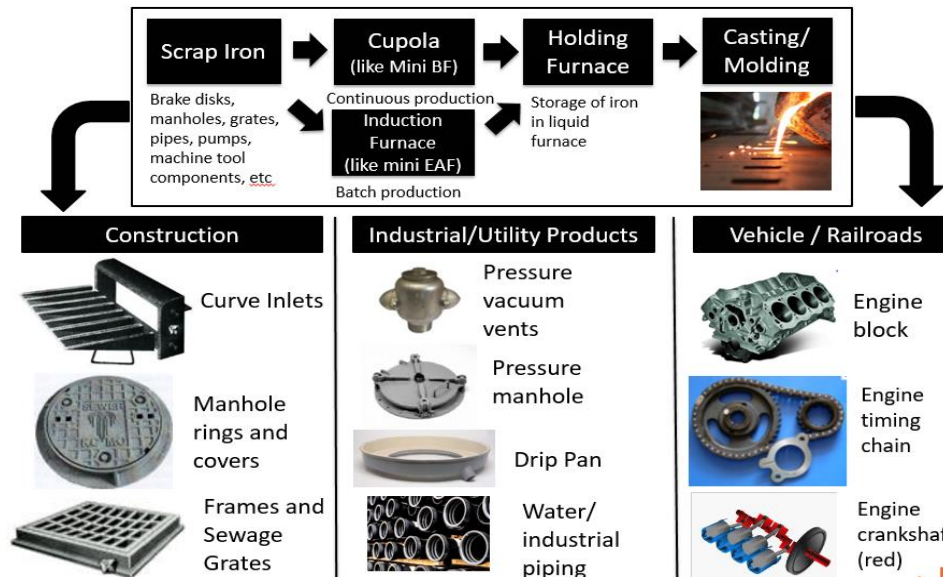 Scrap Iron
Brake disks,
manholes, grates,
pipes, pumps,
machine tool
components, etc
Cupola
(like Mini BF)
Continuous production
Induction
Furnace
(like mini EAF)
Batch production
Holding
Furnace
Storage of iron
in liquid
furnace
Casting/
Molding
Construction
Curve Inlets
SEWER
Manhole
rings and
covers
Frames and
Sewage
Grates
Industrial/Utility Products
Pressure
vacuum
vents
Pressure
manhole
Drip Pan
Water/
industrial
piping
Vehicle / Railroads
Engine
block
Engine
timing
chain
Engine
crankshaf
(red)